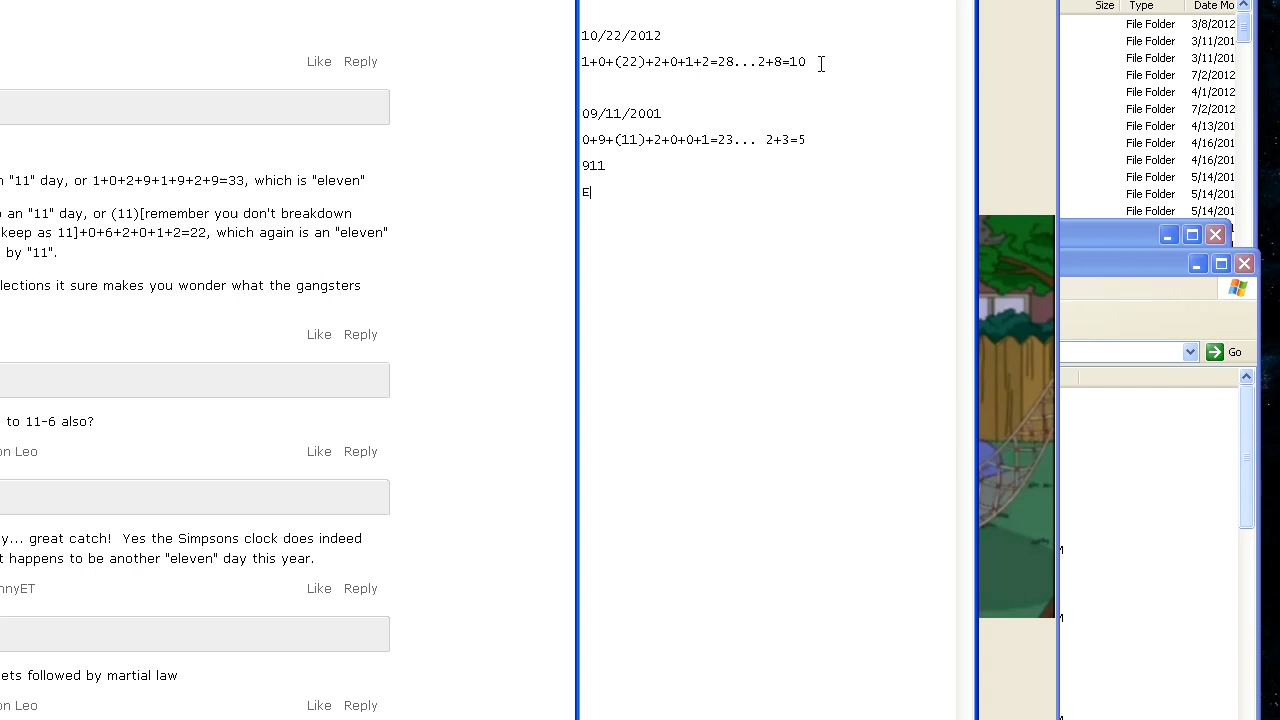 Like Reply
n "11" day, or 1+0+2+9+1+9+2+9=33, which is "eleven"
o an "11" day, or (11)[remember you don't breakdown
keep as 11]+0+6+2+0+1+2=22, which again is an "eleven"
by "11".
lections it sure makes you wonder what the gangsters
Like Reply
to 11-6 also?
on Leo Like Reply
y... great catch! Yes the Simpsons clock does indeed
t happens to be another "eleven" day this year.
nnyET Like Reply
ets followed by martial law
on Leo Like Reply
10/22/2012
1+0+(22)+2+0+1+2=28...2+8=10
09/11/2001
0+9+(11)+2+0+0+1=23... 2+3=5
911
E
Size Type Date Mo
File Folder 3/8/2012
File Folder 3/11/201
File Folder 3/11/201
File Folder 7/2/2012
File Folder 4/1/2012
File Folder 7/2/2012
File Folder 4/13/201
File Folder 4/16/201
File Folder 4/16/201
File Folder 5/14/201
File Folder 5/14/201
File Folder 5/14/201
Go
M
M